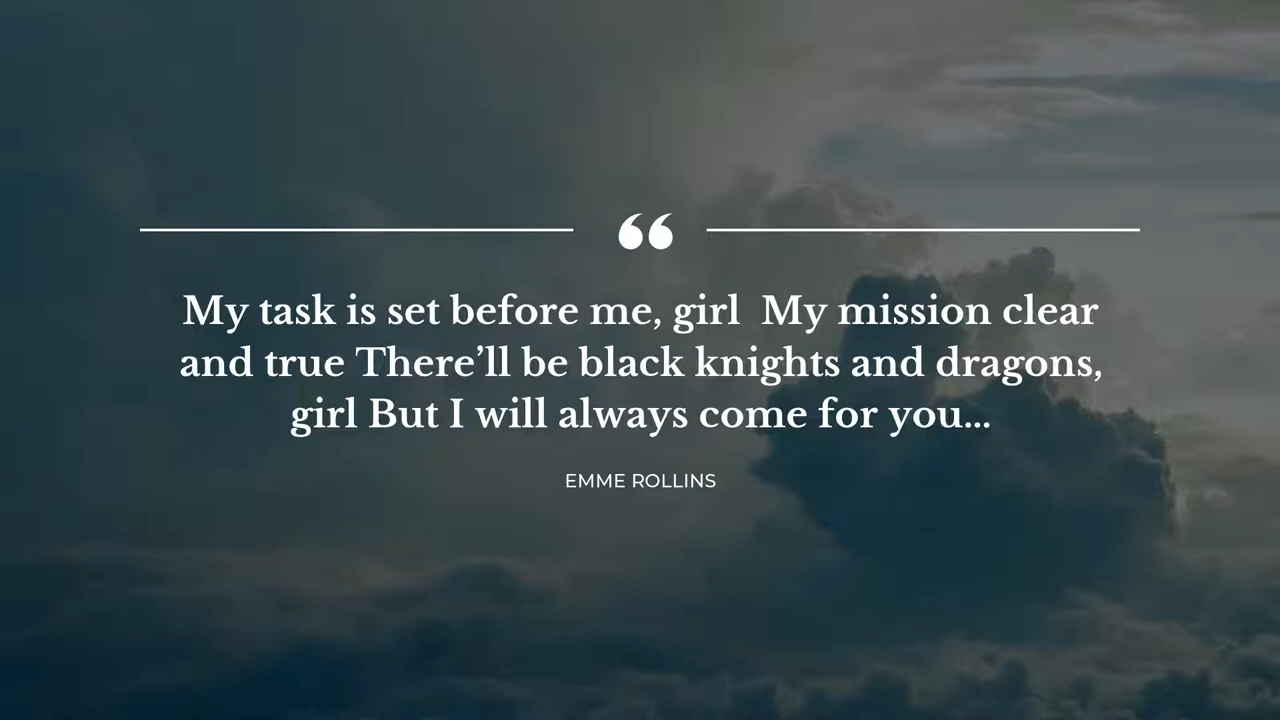 “
My task is set before me, girl  My mission clear
and true There’ll be black knights and dragons,
girl But I will always come for you...
EMME ROLLINS